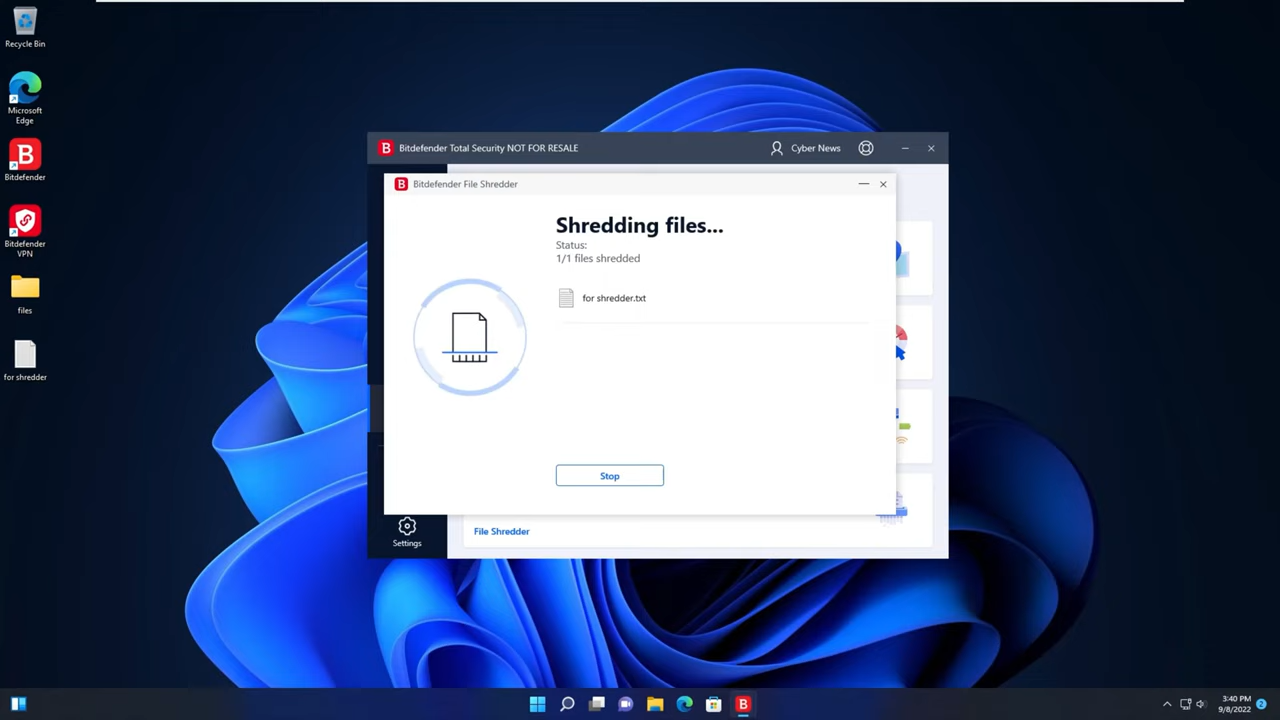 Recycle Bin
Microsoft
Edge
Bitdefender
Bitdefender
VPN
files
for shredder
Bitdefender Total Security NOT FOR RESALE
Cyber News
Bitdefender File Shredder
Shredding files...
Status:
1/1 files shredded
for shredder.txt
Stop
Settings
File Shredder
3:40 PM
9/8/2022
2